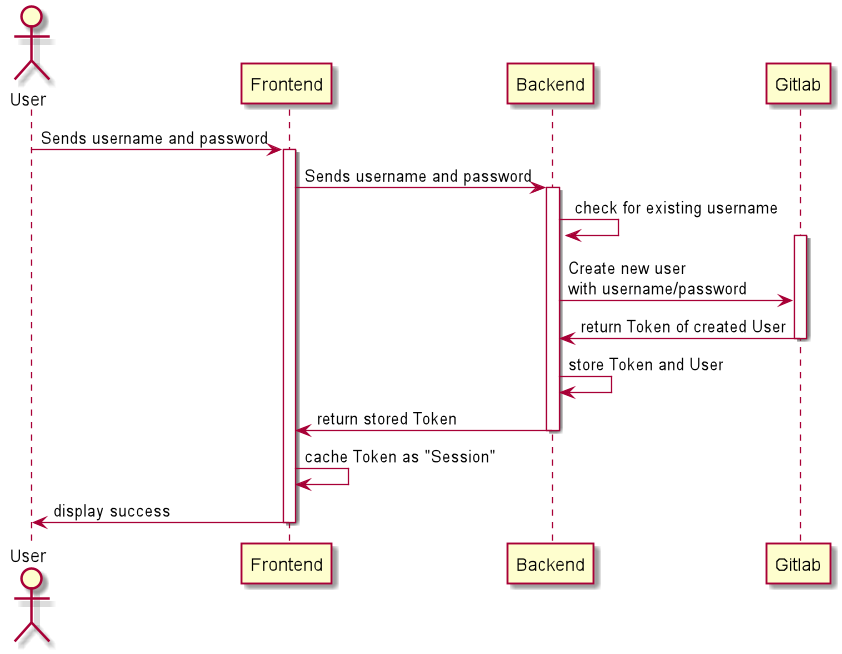 User
Frontend
Backend
Gitlab
Sends username and password
Sends username and password
check for existing username
Create new user
with username/password
return Token of created User
store Token and User
return stored Token
cache Token as "Session"
display success
User
Frontend
Backend
Gitlab